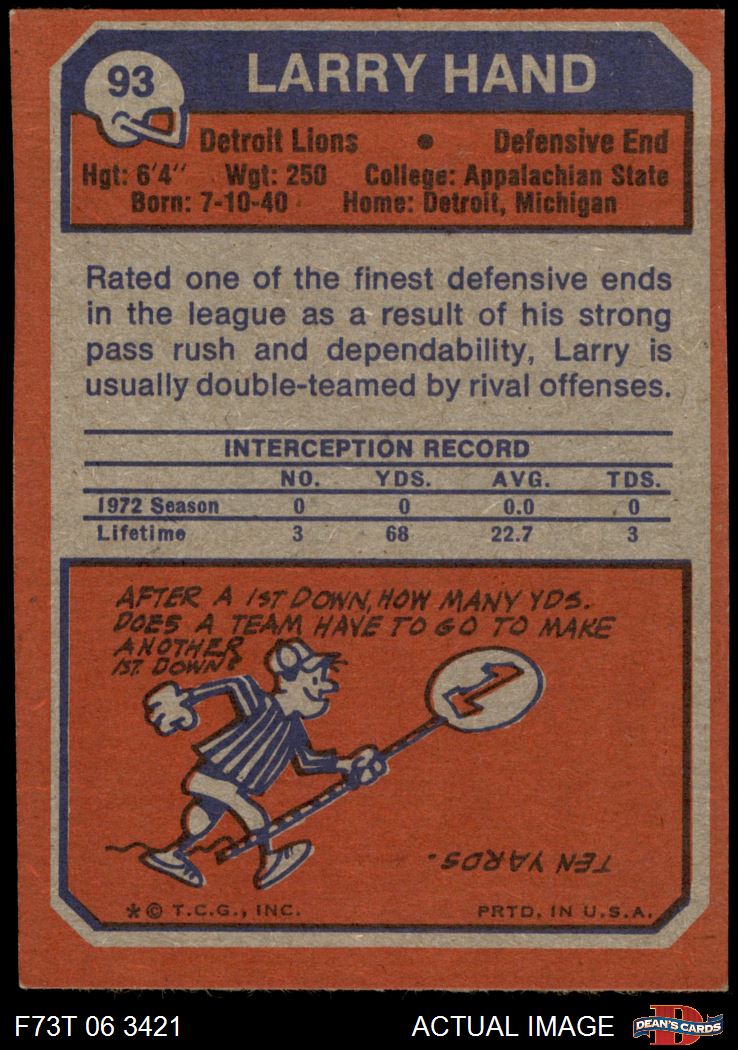 93
LARRY HAND
Detroit Lions • Defensive End
Hgt: 6'4" Wgt: 250 College: Appalachian State
Born: 7-10-40 Home: Detroit, Michigan
Rated one of the finest defensive ends
in the league as a result of his strong
pass rush and dependability, Larry is
usually double-teamed by rival offenses.
INTERCEPTION RECORD
NO. YDS. AVG. TDS.
1972 Season 0 0 0.0 0
Lifetime 3 68 22.7 3
AFTER A 1ST DOWN, HOW MANY YDS.
DOES A TEAM HAVE TO GO TO MAKE
ANOTHER
1ST. DOWN?
1
TEN YARDS.
* © T.C.G., INC. PRTD. IN U.S.A.
F73T 06 3421 ACTUAL IMAGE D DEAN'S CARDS